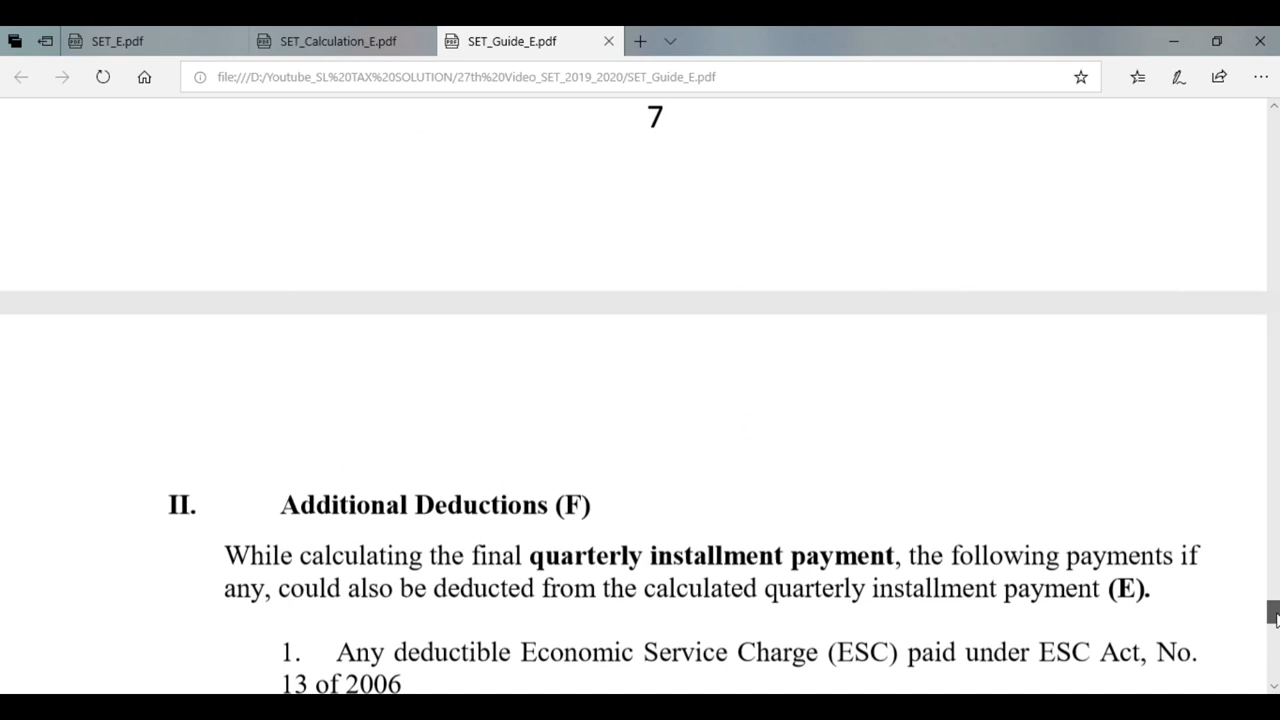 SET_E.pdf
SET_Calculation_E.pdf
SET_Guide_E.pdf
file:///D:/Youtube_SL%20TAX%20SOLUTION/27th%20Video_SET_2019_2020/SET_Guide_E.pdf
7
II. Additional Deductions (F)
While calculating the final quarterly installment payment, the following payments if
any, could also be deducted from the calculated quarterly installment payment (E).
1. Any deductible Economic Service Charge (ESC) paid under ESC Act, No.
13 of 2006